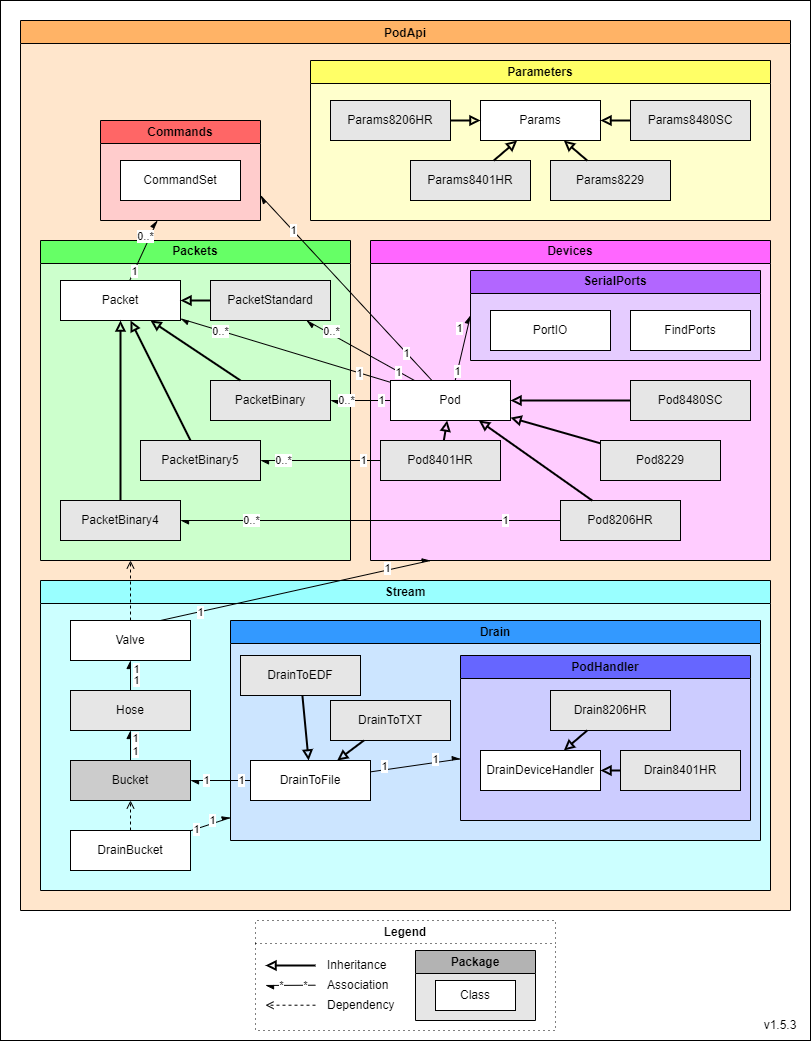 PodApi
Parameters
Params8206HR
Params
Params8480SC
Params8401HR
Params8229
Commands
CommandSet
0..*
1
1
Packets
Packet
PacketStandard
0..*
0..*
1
1
1
PacketBinary
0..*
1
PacketBinary5
0..*
1
PacketBinary4
0..*
1
Devices
SerialPorts
PortIO
FindPorts
1
1
Pod
Pod8480SC
Pod8401HR
Pod8229
Pod8206HR
1
1
Stream
Valve
1
1
Hose
1
1
Bucket
1
1
DrainBucket
1
1
Drain
DrainToEDF
DrainToTXT
DrainToFile
1
1
PodHandler
Drain8206HR
DrainDeviceHandler
Drain8401HR
Legend
Inheritance
* *
Association
Dependency
Package
Class
v1.5.3